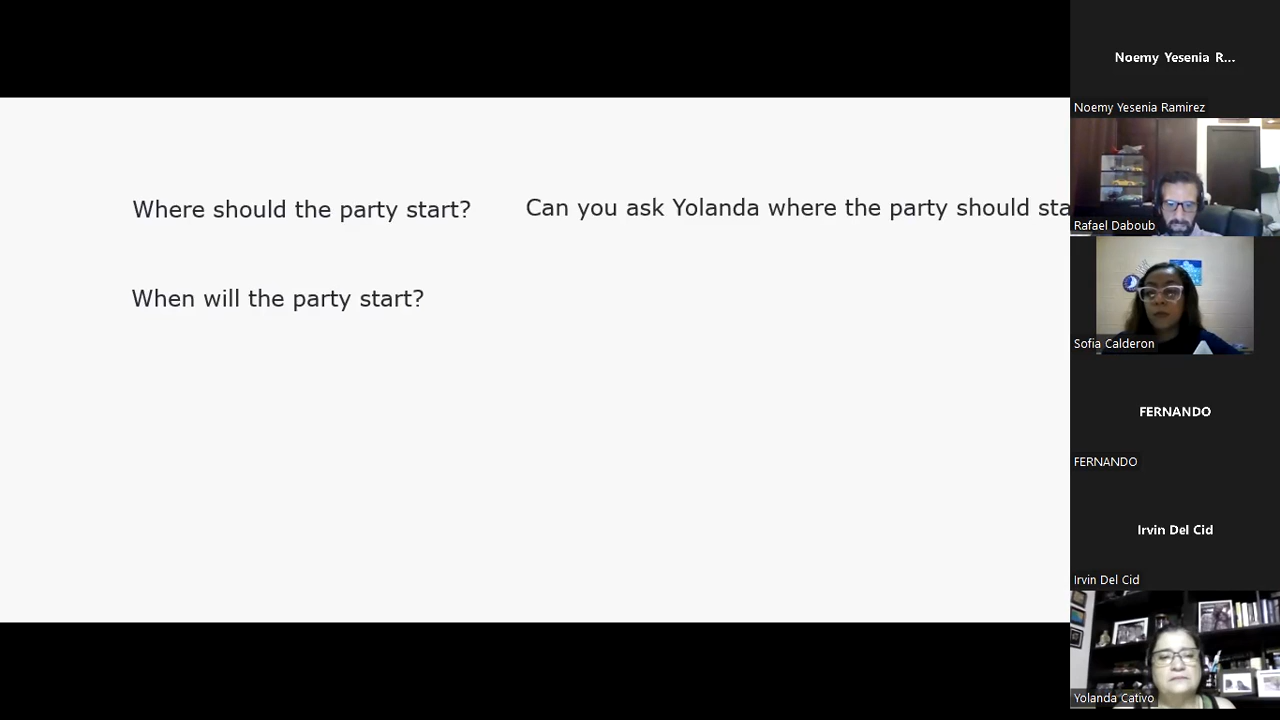 Where should the party start?
Can you ask Yolanda where the party should sta
When will the party start?
Noemy Yesenia R...
Noemy Yesenia Ramirez
Rafael Daboub
Sofia Calderon
FERNANDO
FERNANDO
Irvin Del Cid
Irvin Del Cid
Yolanda Cativo